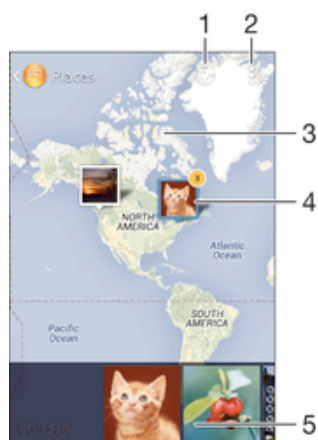 1 2
Places
3
4
NORTH
AMERICA
Atlantic
Ocean
SOUTH
AMERICA
Pacific
Ocean
Google
5